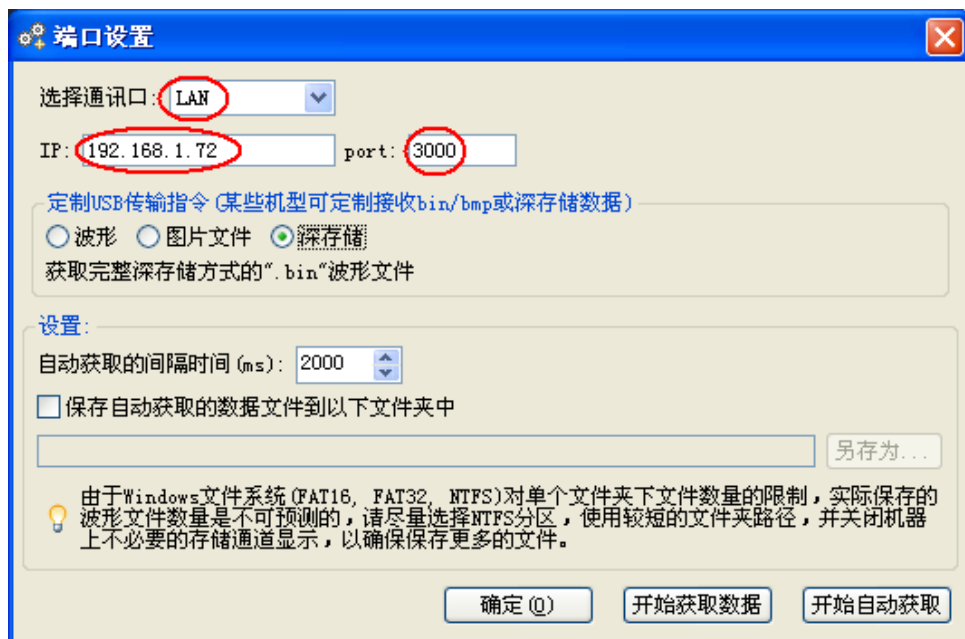 端口设置
选择通讯口: LAN
IP: 192.168.1.72 port: 3000
定制USB传输指令(某些机型可定制接收bin/bmp或深存储数据)
波形 图片文件 深存储
获取完整深存储方式的".bin"波形文件
设置:
自动获取的间隔时间(ms): 2000
保存自动获取的数据文件到以下文件夹中
另存为...
由于Windows文件系统(FAT16, FAT32, NTFS)对单个文件夹下文件数量的限制，实际保存的
波形文件数量是不可预测的，请尽量选择NTFS分区，使用较短的文件夹路径，并关闭机器
上不必要的存储通道显示，以确保保存更多的文件。
确定(O) 开始获取数据 开始自动获取